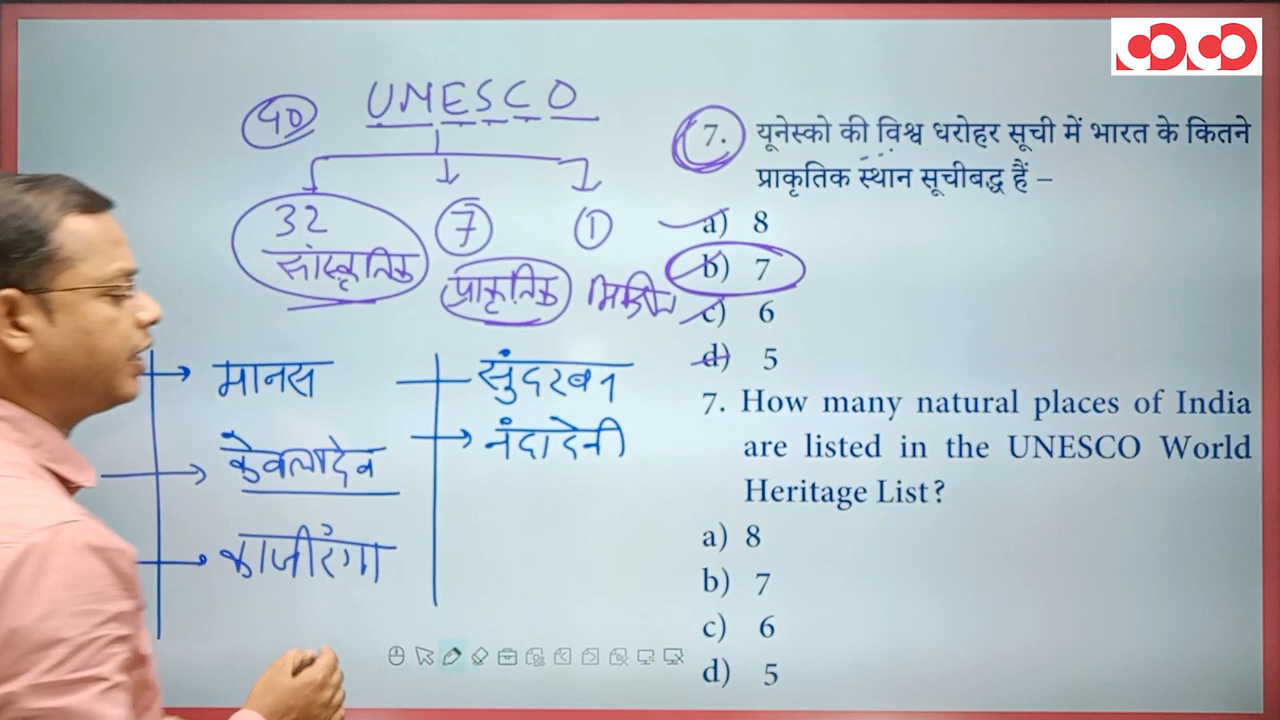 40 UNESCO
32 7 1
सांस्कृतिक प्राकृतिक
मानस
केवलादेव
काजीरंगा
सुंदरबन
नंदादेवी
7. यूनेस्को की विश्व धरोहर सूची में भारत के कितने
प्राकृतिक स्थान सूचीबद्ध हैं –
a) 8
b) 7
c) 6
d) 5
7. How many natural places of India
are listed in the UNESCO World
Heritage List?
a) 8
b) 7
c) 6
d) 5